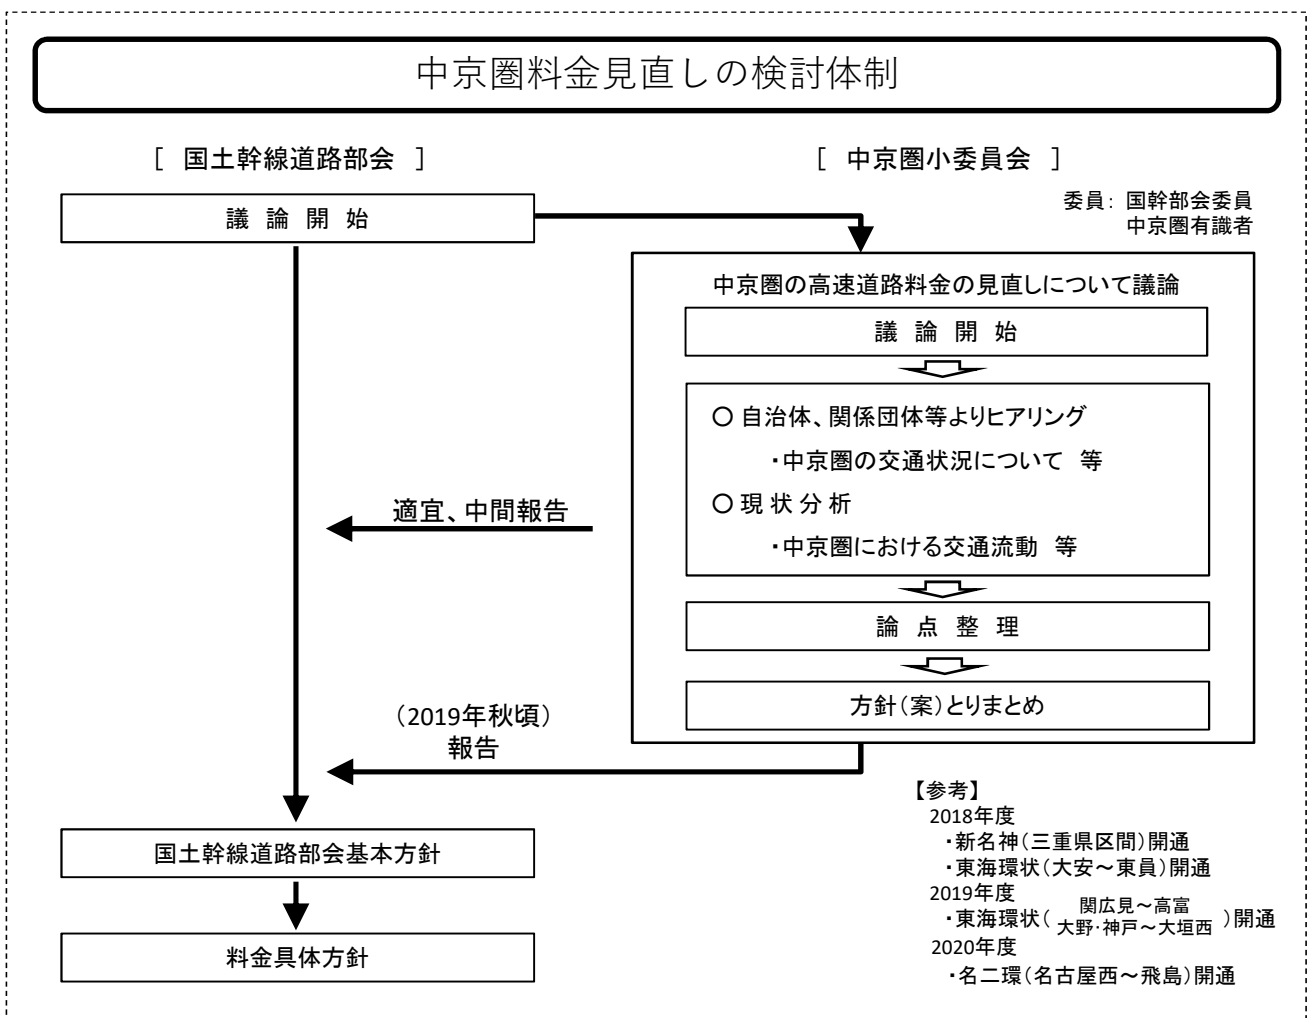 中京圏料金見直しの検討体制
［ 国土幹線道路部会 ］
議 論 開 始
［ 中京圏小委員会 ］
委員： 国幹部会委員
中京圏有識者
中京圏の高速道路料金の見直しについて議論
議 論 開 始
○ 自治体、関係団体等よりヒアリング
・中京圏の交通状況について 等
○ 現 状 分 析
・中京圏における交通流動 等
論 点 整 理
方針（案）とりまとめ
適宜、中間報告
（2019年秋頃）
報告
国土幹線道路部会基本方針
料金具体方針
【参考】
2018年度
・新名神（三重県区間）開通
・東海環状（大安～東員）開通
2019年度
・東海環状（ 関広見～高富
大野･神戸～大垣西 ）開通
2020年度
・名二環（名古屋西～飛島）開通